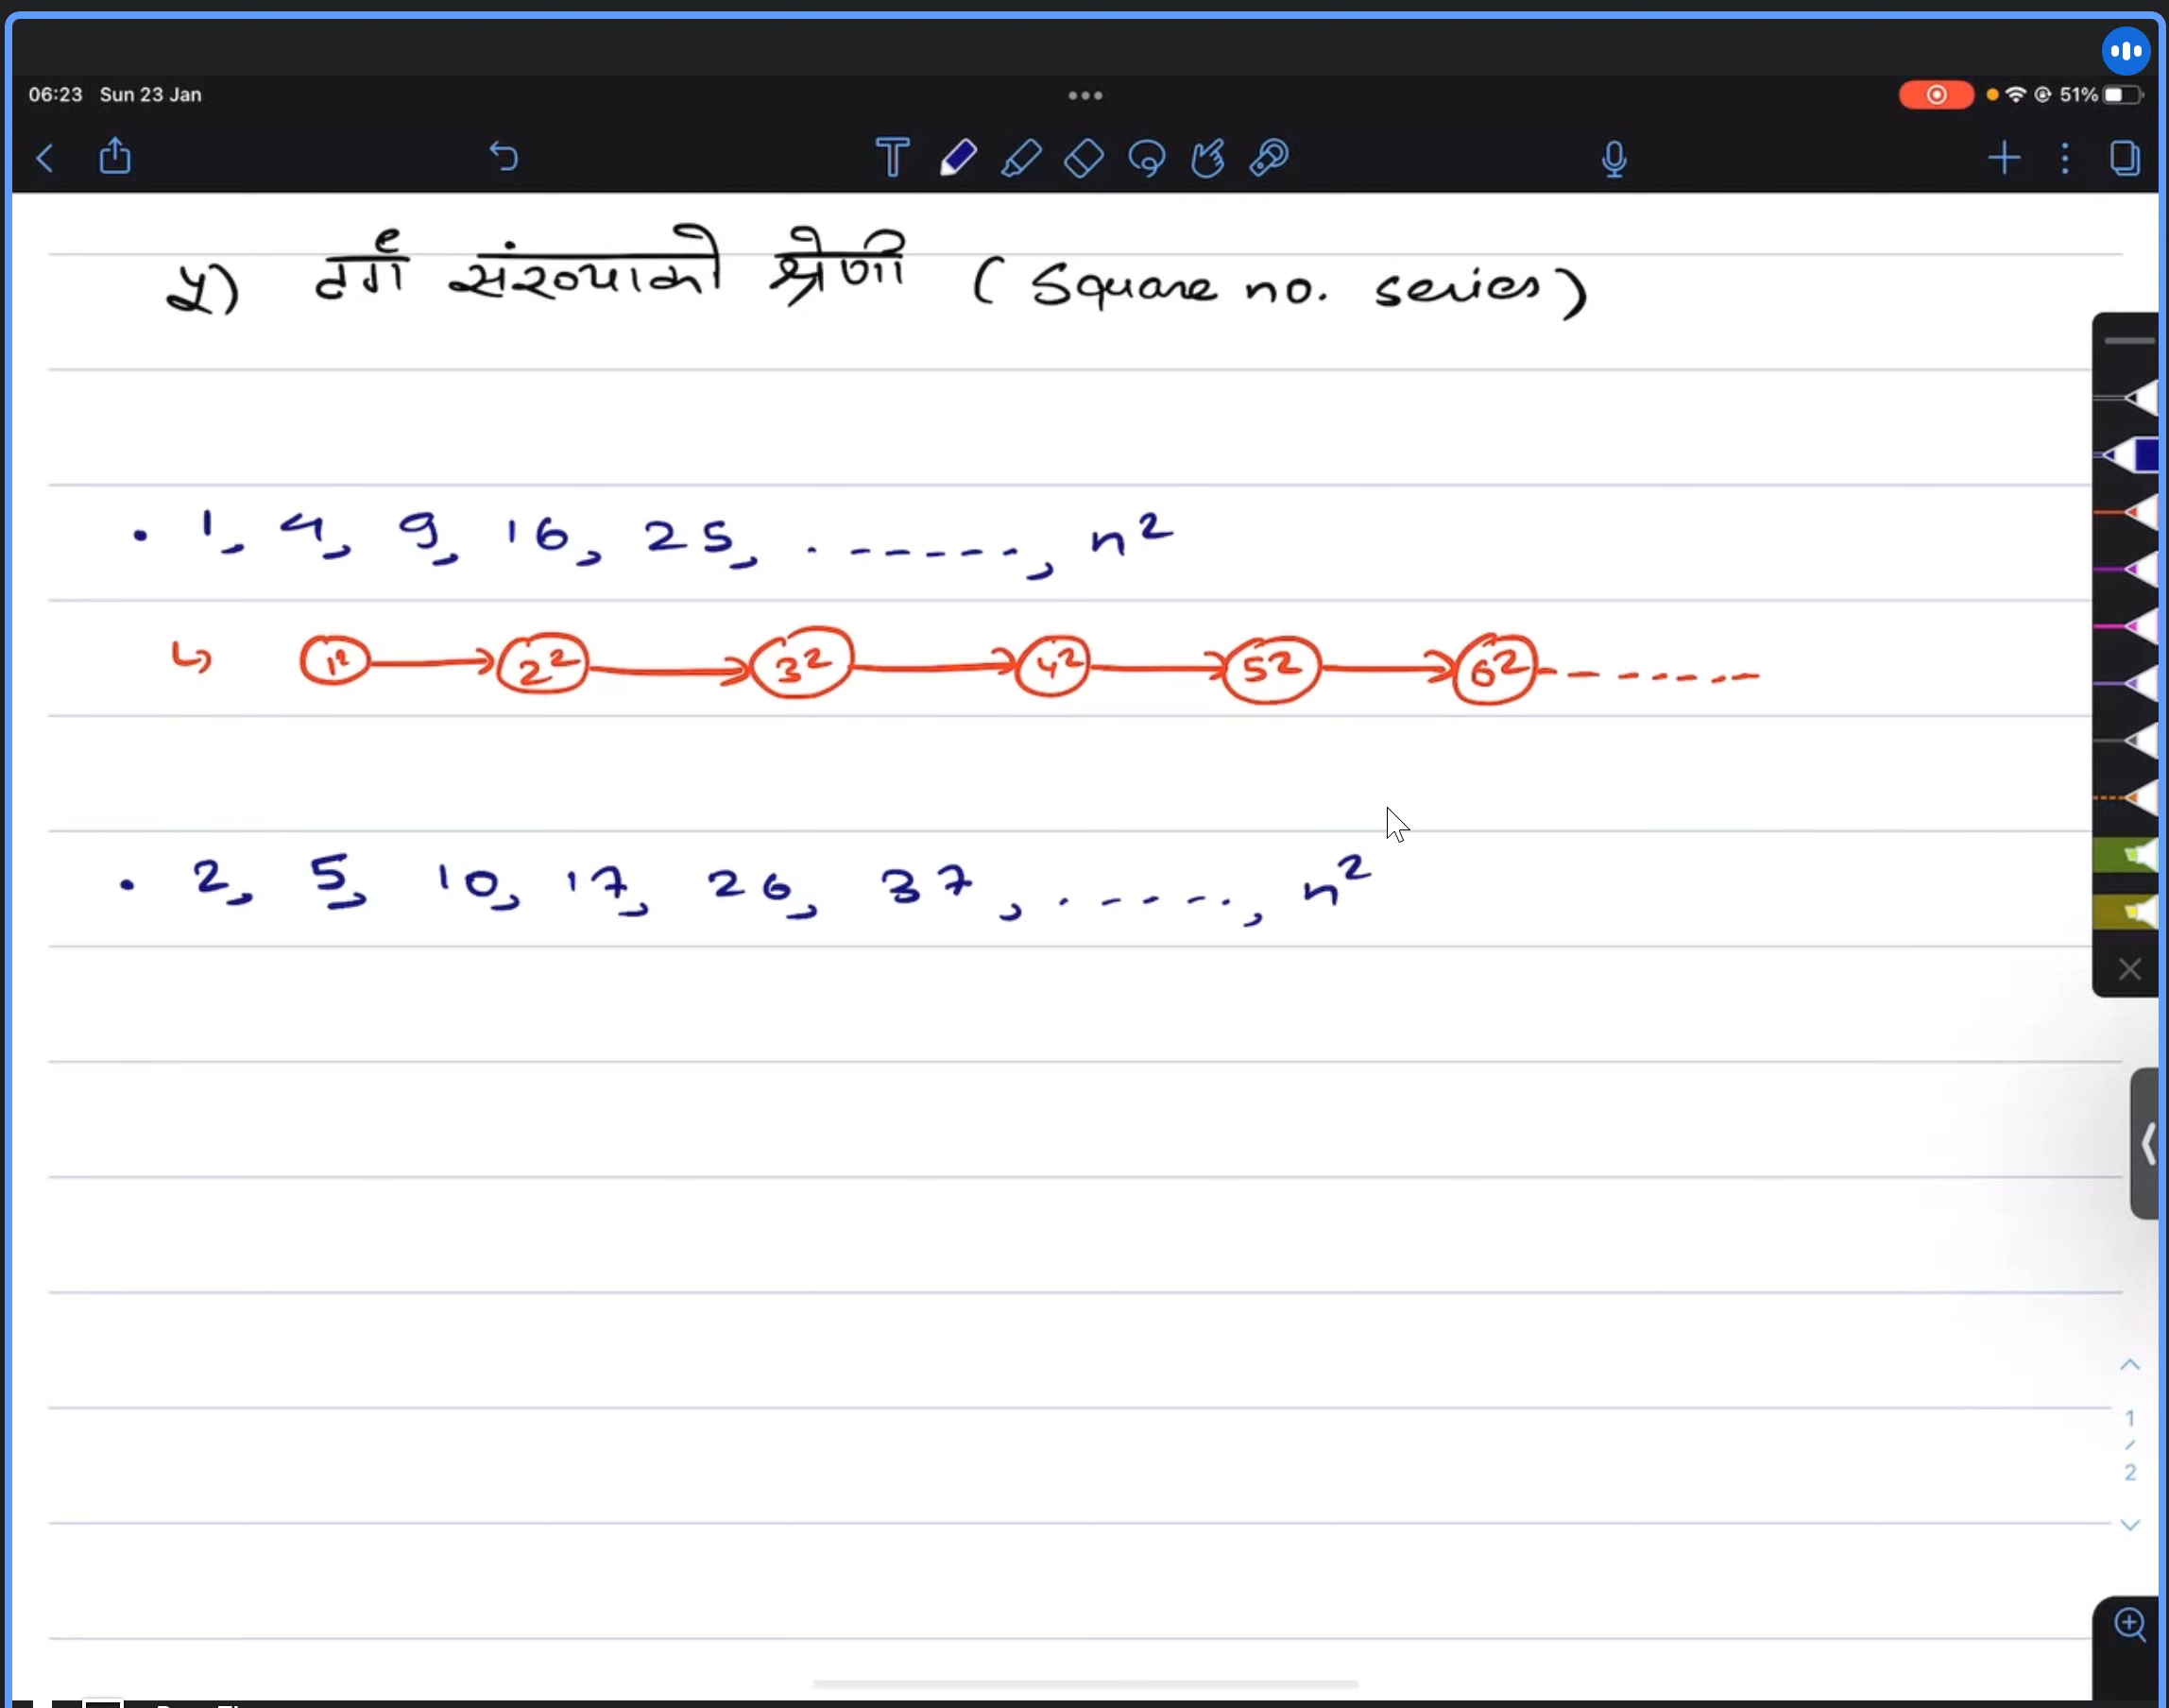 06:23 Sun 23 Jan
51%
५) वर्ग संख्याको श्रेणी (Square no. series)
• 1, 4, 9, 16, 25, . - - - - - , n²
↳ 1² → 2² → 3² → 4² → 5² → 6² - - - - - - -
• 2, 5, 10, 17, 26, 37, . - - - - . , n²
1
/
2